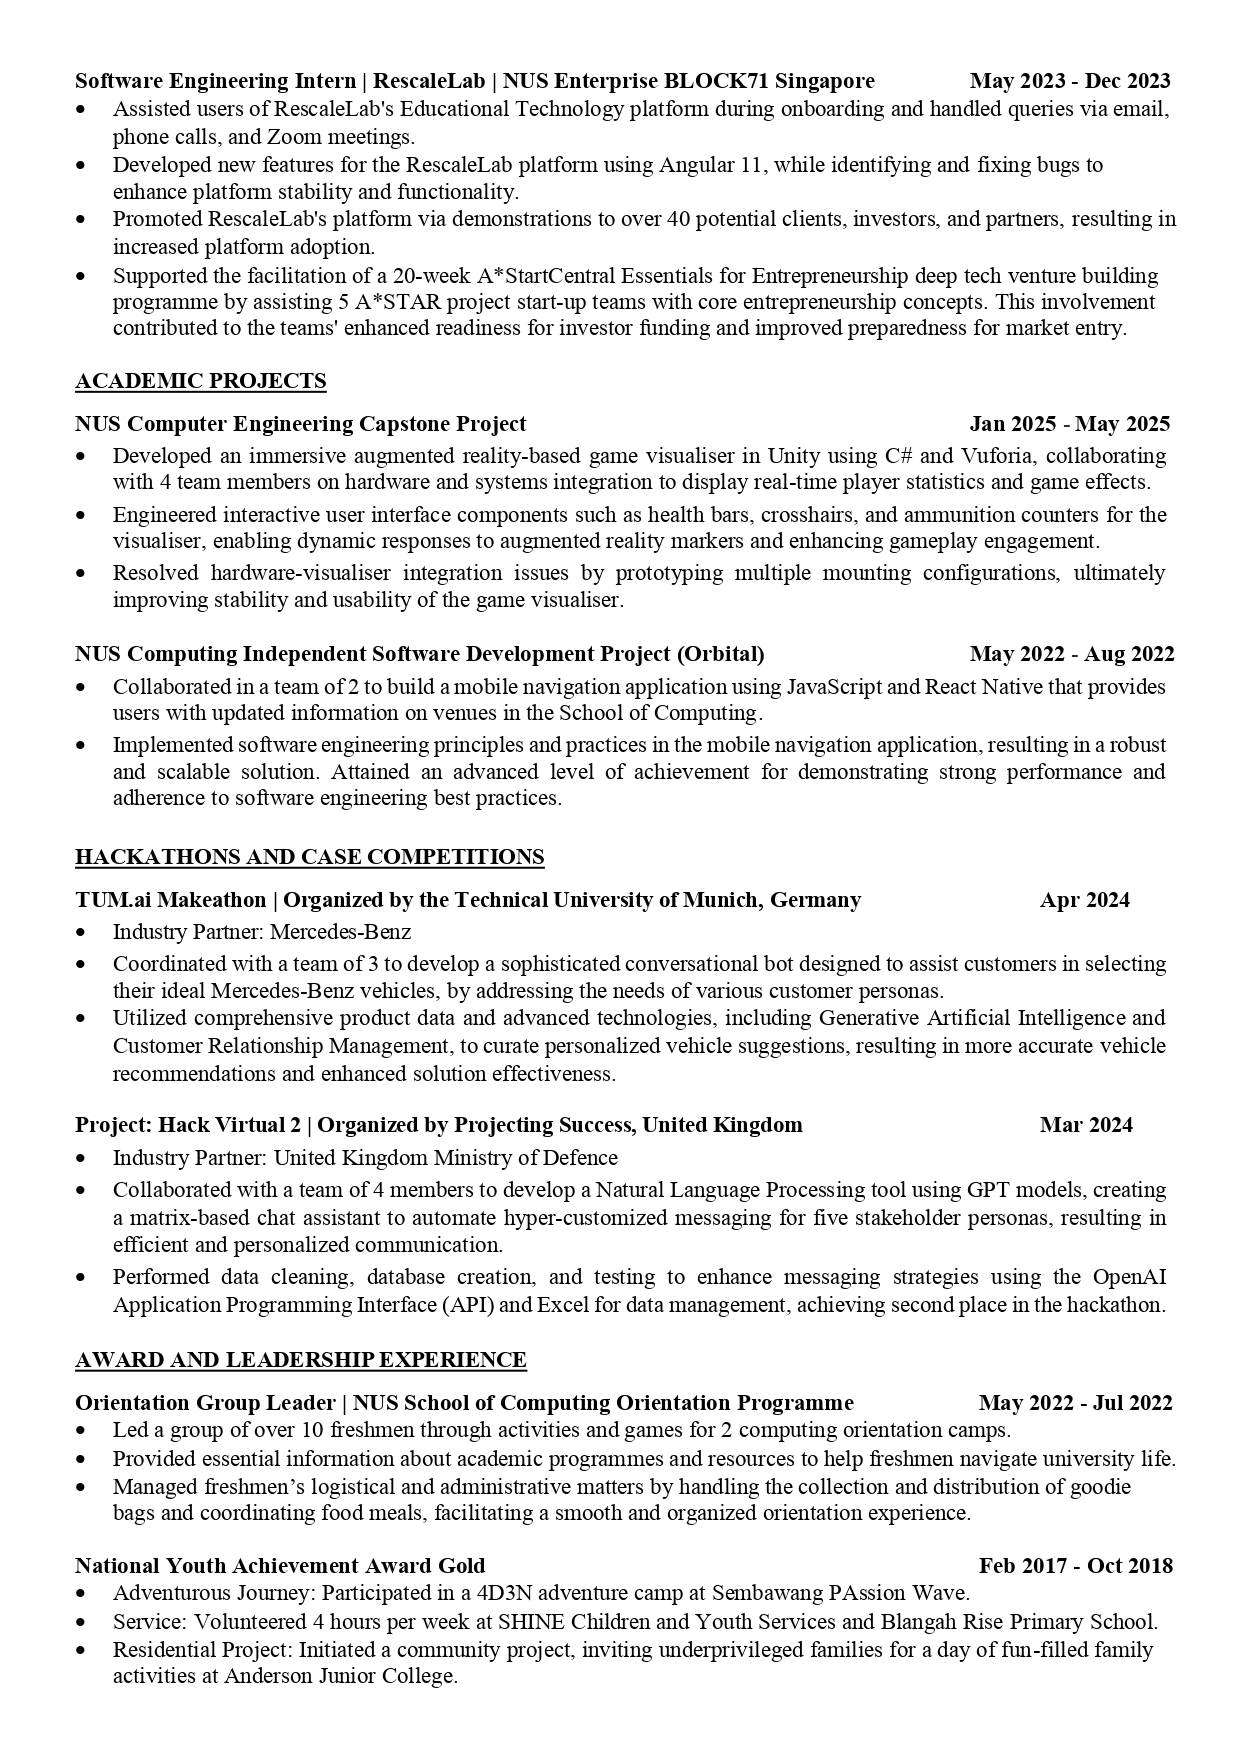 Software Engineering Intern | RescaleLab | NUS Enterprise BLOCK71 Singapore May 2023 - Dec 2023
• Assisted users of RescaleLab's Educational Technology platform during onboarding and handled queries via email,
phone calls, and Zoom meetings.
• Developed new features for the RescaleLab platform using Angular 11, while identifying and fixing bugs to
enhance platform stability and functionality.
• Promoted RescaleLab's platform via demonstrations to over 40 potential clients, investors, and partners, resulting in
increased platform adoption.
• Supported the facilitation of a 20-week A*StartCentral Essentials for Entrepreneurship deep tech venture building
programme by assisting 5 A*STAR project start-up teams with core entrepreneurship concepts. This involvement
contributed to the teams' enhanced readiness for investor funding and improved preparedness for market entry.
ACADEMIC PROJECTS
NUS Computer Engineering Capstone Project Jan 2025 - May 2025
• Developed an immersive augmented reality-based game visualiser in Unity using C# and Vuforia, collaborating
with 4 team members on hardware and systems integration to display real-time player statistics and game effects.
• Engineered interactive user interface components such as health bars, crosshairs, and ammunition counters for the
visualiser, enabling dynamic responses to augmented reality markers and enhancing gameplay engagement.
• Resolved hardware-visualiser integration issues by prototyping multiple mounting configurations, ultimately
improving stability and usability of the game visualiser.
NUS Computing Independent Software Development Project (Orbital) May 2022 - Aug 2022
• Collaborated in a team of 2 to build a mobile navigation application using JavaScript and React Native that provides
users with updated information on venues in the School of Computing.
• Implemented software engineering principles and practices in the mobile navigation application, resulting in a robust
and scalable solution. Attained an advanced level of achievement for demonstrating strong performance and
adherence to software engineering best practices.
HACKATHONS AND CASE COMPETITIONS
TUM.ai Makeathon | Organized by the Technical University of Munich, Germany Apr 2024
• Industry Partner: Mercedes-Benz
• Coordinated with a team of 3 to develop a sophisticated conversational bot designed to assist customers in selecting
their ideal Mercedes-Benz vehicles, by addressing the needs of various customer personas.
• Utilized comprehensive product data and advanced technologies, including Generative Artificial Intelligence and
Customer Relationship Management, to curate personalized vehicle suggestions, resulting in more accurate vehicle
recommendations and enhanced solution effectiveness.
Project: Hack Virtual 2 | Organized by Projecting Success, United Kingdom Mar 2024
• Industry Partner: United Kingdom Ministry of Defence
• Collaborated with a team of 4 members to develop a Natural Language Processing tool using GPT models, creating
a matrix-based chat assistant to automate hyper-customized messaging for five stakeholder personas, resulting in
efficient and personalized communication.
• Performed data cleaning, database creation, and testing to enhance messaging strategies using the OpenAI
Application Programming Interface (API) and Excel for data management, achieving second place in the hackathon.
AWARD AND LEADERSHIP EXPERIENCE
Orientation Group Leader | NUS School of Computing Orientation Programme May 2022 - Jul 2022
• Led a group of over 10 freshmen through activities and games for 2 computing orientation camps.
• Provided essential information about academic programmes and resources to help freshmen navigate university life.
• Managed freshmen’s logistical and administrative matters by handling the collection and distribution of goodie
bags and coordinating food meals, facilitating a smooth and organized orientation experience.
National Youth Achievement Award Gold Feb 2017 - Oct 2018
• Adventurous Journey: Participated in a 4D3N adventure camp at Sembawang PAssion Wave.
• Service: Volunteered 4 hours per week at SHINE Children and Youth Services and Blangah Rise Primary School.
• Residential Project: Initiated a community project, inviting underprivileged families for a day of fun-filled family
activities at Anderson Junior College.